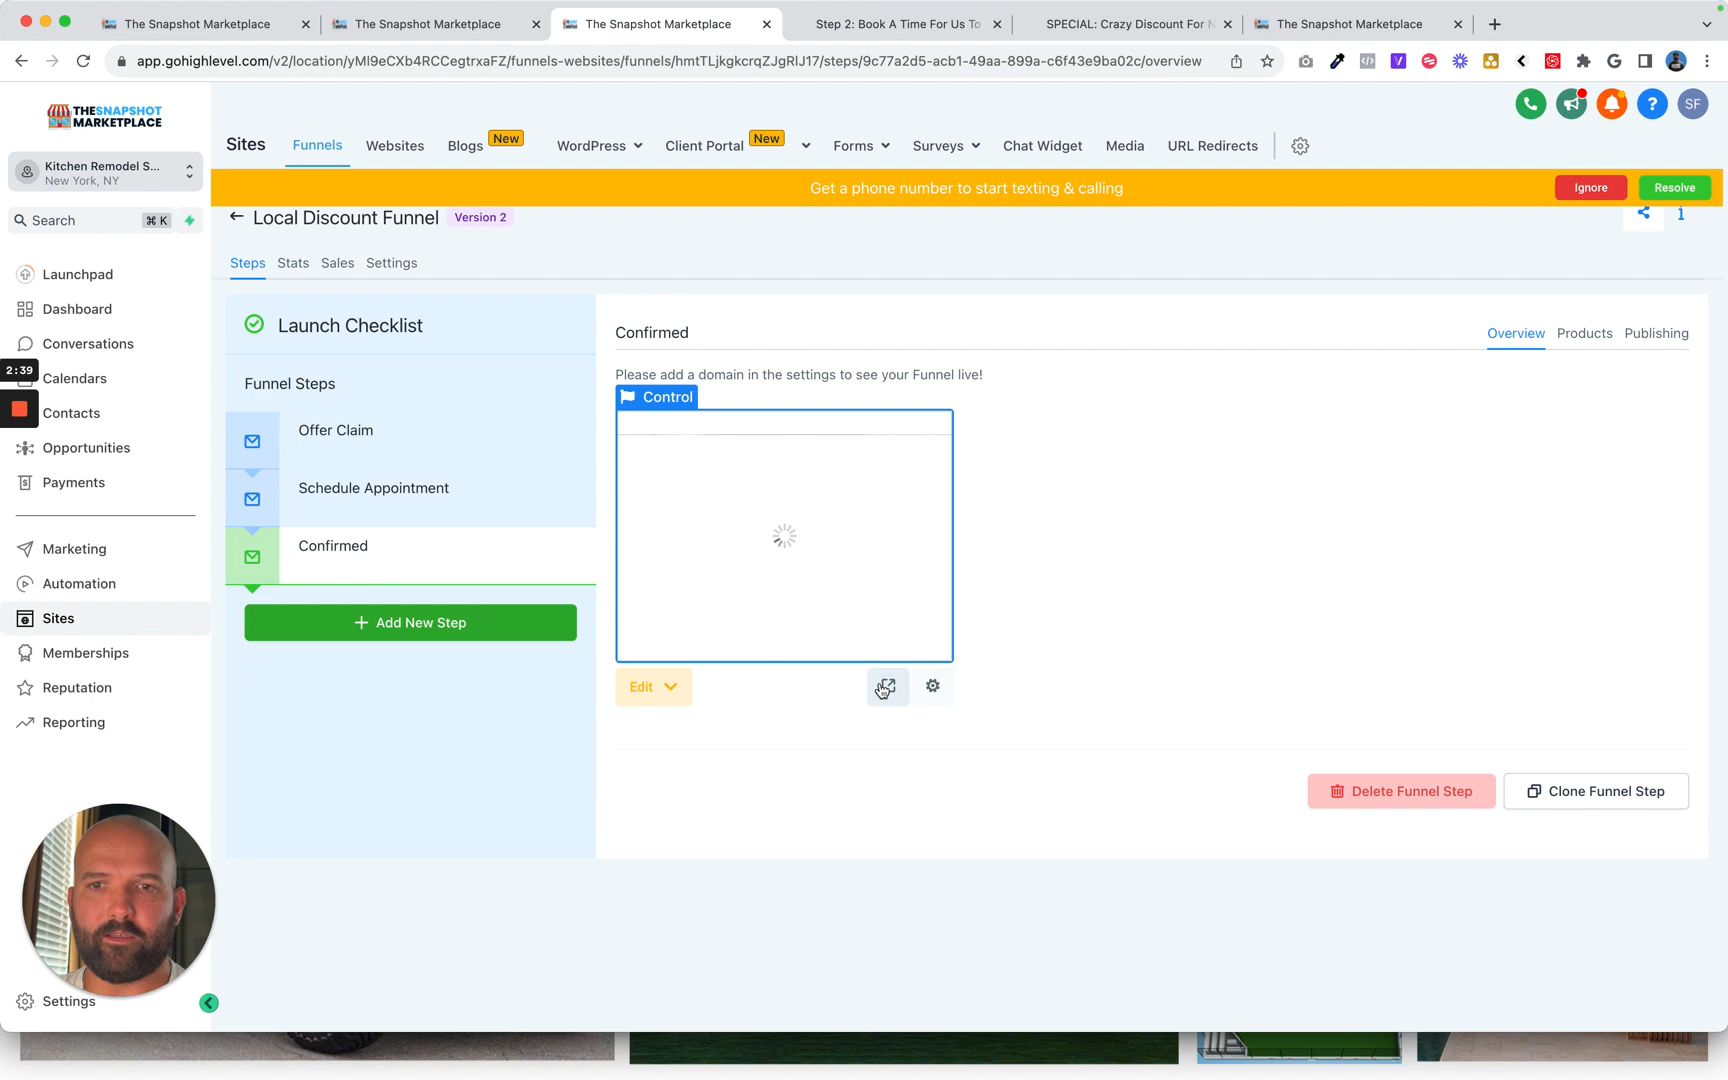 The Snapshot Marketplace
The Snapshot Marketplace
The Snapshot Marketplace
Step 2: Book A Time For Us To
SPECIAL: Crazy Discount For N
The Snapshot Marketplace
app.gohighlevel.com/v2/location/yMl9eCXb4RCCegtrxaFZ/funnels-websites/funnels/hmtTLjkgkcrqZJgRlJ17/steps/9c77a2d5-acb1-49aa-899a-c6f43e9ba02c/overview
THESNAPSHOT
MARKETPLACE
Kitchen Remodel S...
New York, NY
Search
⌘ K
Launchpad
Dashboard
Conversations
2:39
Calendars
Contacts
Opportunities
Payments
Marketing
Automation
Sites
Memberships
Reputation
Reporting
Settings
SF
Sites
Funnels
Websites
Blogs
New
WordPress
Client Portal
New
Forms
Surveys
Chat Widget
Media
URL Redirects
Get a phone number to start texting & calling
Ignore
Resolve
Local Discount Funnel
Version 2
Steps
Stats
Sales
Settings
Launch Checklist
Funnel Steps
Offer Claim
Schedule Appointment
Confirmed
Add New Step
Confirmed
Overview
Products
Publishing
Please add a domain in the settings to see your Funnel live!
Control
Edit
Delete Funnel Step
Clone Funnel Step